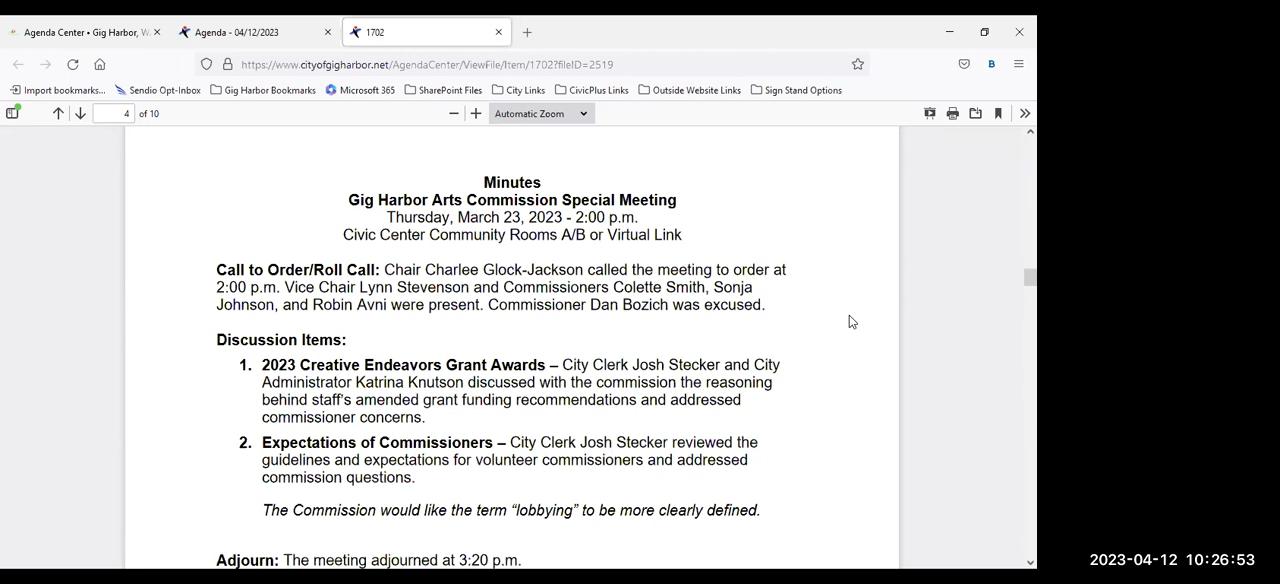 Agenda Center • Gig Harbor, W
Agenda - 04/12/2023
1702
https://www.cityofgigharbor.net/AgendaCenter/ViewFile/Item/1702?fileID=2519
B
Import bookmarks... Sendio Opt-Inbox Gig Harbor Bookmarks Microsoft 365 SharePoint Files City Links CivicPlus Links Outside Website Links Sign Stand Options
4 of 10 Automatic Zoom
Minutes
Gig Harbor Arts Commission Special Meeting
Thursday, March 23, 2023 - 2:00 p.m.
Civic Center Community Rooms A/B or Virtual Link
Call to Order/Roll Call: Chair Charlee Glock-Jackson called the meeting to order at
2:00 p.m. Vice Chair Lynn Stevenson and Commissioners Colette Smith, Sonja
Johnson, and Robin Avni were present. Commissioner Dan Bozich was excused.
Discussion Items:
1. 2023 Creative Endeavors Grant Awards – City Clerk Josh Stecker and City
Administrator Katrina Knutson discussed with the commission the reasoning
behind staff's amended grant funding recommendations and addressed
commissioner concerns.
2. Expectations of Commissioners – City Clerk Josh Stecker reviewed the
guidelines and expectations for volunteer commissioners and addressed
commission questions.
The Commission would like the term “lobbying” to be more clearly defined.
Adjourn: The meeting adjourned at 3:20 p.m.
2023-04-12 10:26:53